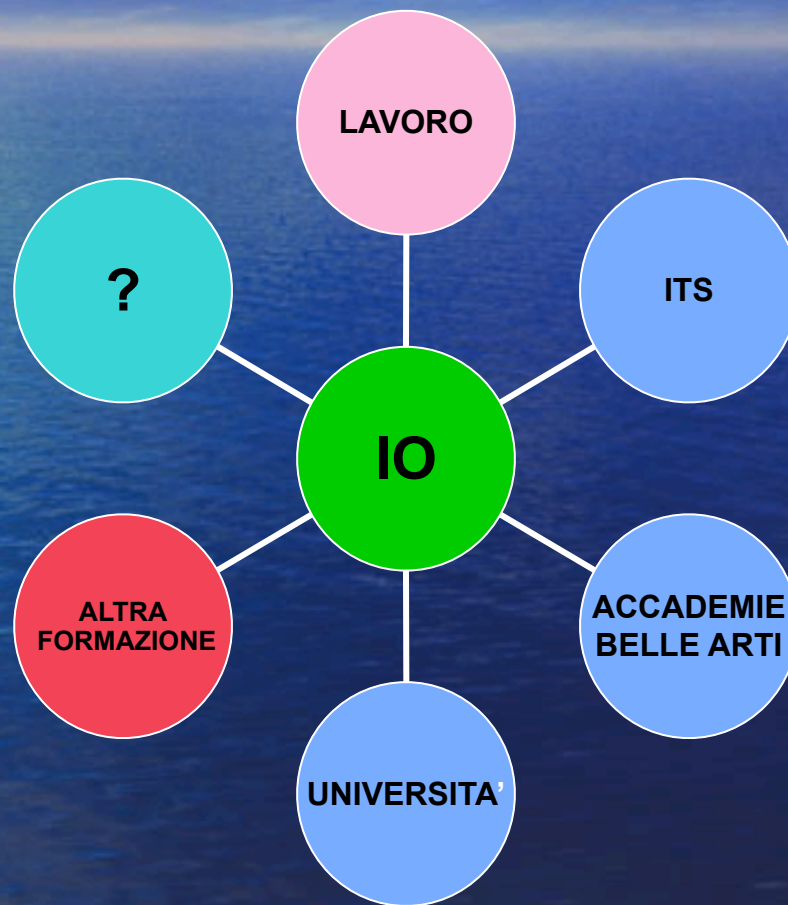 LAVORO
?
ITS
IO
ALTRA
FORMAZIONE
ACCADEMIE
BELLE ARTI
UNIVERSITA’